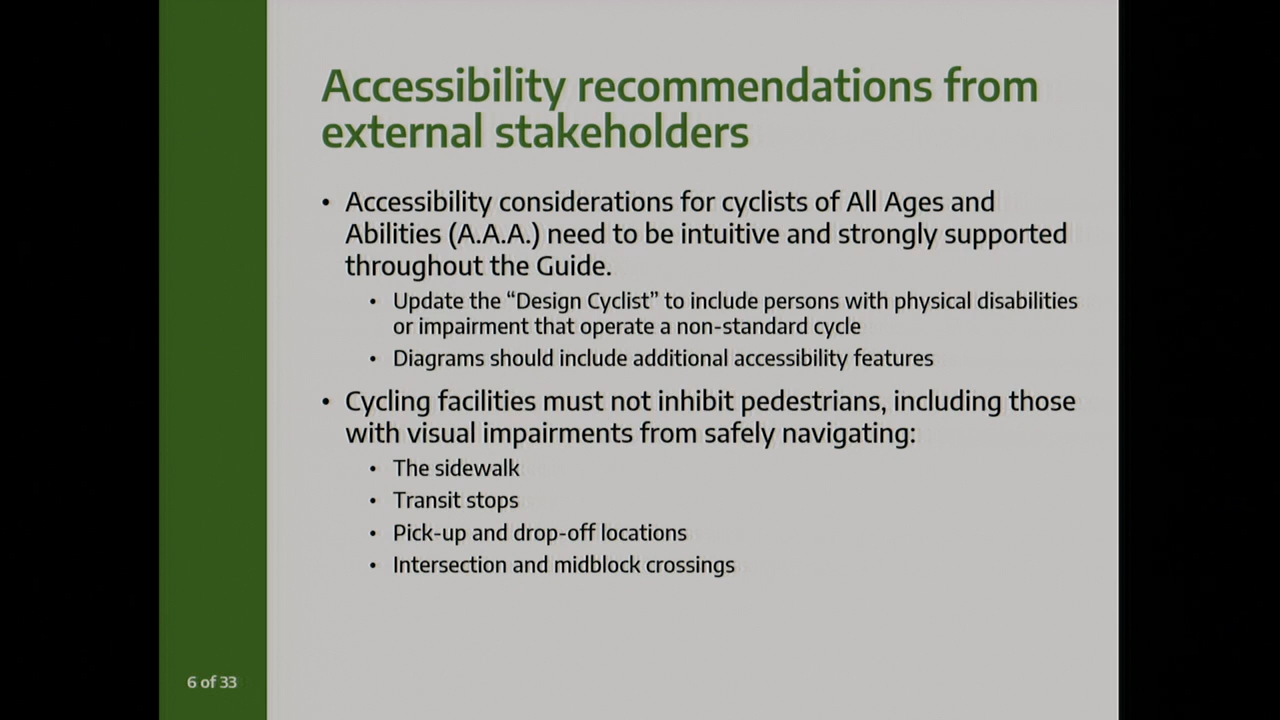 Accessibility recommendations from
external stakeholders
• Accessibility considerations for cyclists of All Ages and
Abilities (A.A.A.) need to be intuitive and strongly supported
throughout the Guide.
• Update the “Design Cyclist” to include persons with physical disabilities
or impairment that operate a non-standard cycle
• Diagrams should include additional accessibility features
• Cycling facilities must not inhibit pedestrians, including those
with visual impairments from safely navigating:
• The sidewalk
• Transit stops
• Pick-up and drop-off locations
• Intersection and midblock crossings
6 of 33